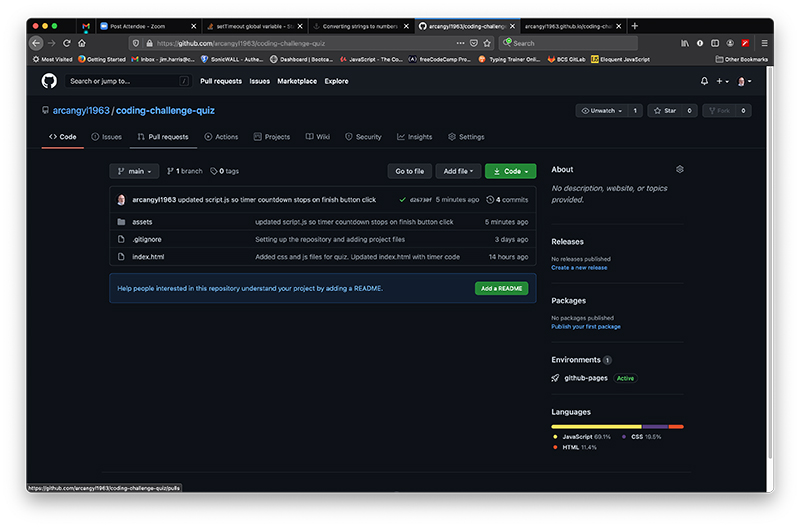 Post Attendee - Zoom
setTimeout global variable - St
Converting strings to numbers
arcangyl1963/coding-challenge-
arcangyl1963.github.io/coding-chall
https://github.com/arcangyl1963/coding-challenge-quiz
Search
Most Visited Getting Started Inbox - jim.harris@... SonicWALL - Authe... Dashboard | Bootca... JavaScript - The Co... freeCodeCamp Pro... Typing Trainer Onlin... BCS GitLab Eloquent JavaScript Other Bookmarks
Search or jump to... / Pull requests Issues Marketplace Explore
arcangyl1963 / coding-challenge-quiz
Unwatch 1 Star 0 Fork 0
Code Issues Pull requests Actions Projects Wiki Security Insights Settings
main 1 branch 0 tags Go to file Add file Code
arcangyl1963 updated script.js so timer countdown stops on finish button click d26738f 5 minutes ago 4 commits
assets updated script.js so timer countdown stops on finish button click 5 minutes ago
.gitignore Setting up the repository and adding project files 3 days ago
index.html Added css and js files for quiz. Updated index.html with timer code 14 hours ago
Help people interested in this repository understand your project by adding a README. Add a README
About
No description, website, or topics
provided.
Releases
No releases published
Create a new release
Packages
No packages published
Publish your first package
Environments 1
github-pages Active
Languages
JavaScript 69.1% CSS 19.5%
HTML 11.4%
https://github.com/arcangyl1963/coding-challenge-quiz/pulls